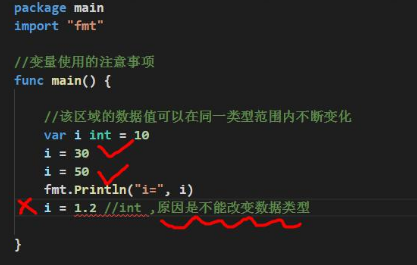 package main
import "fmt"
//变量使用的注意事项
func main() {
//该区域的数据值可以在同一类型范围内不断变化
var i int = 10
i = 30
i = 50
fmt.Println("i=", i)
i = 1.2 //int ,原因是不能改变数据类型
}